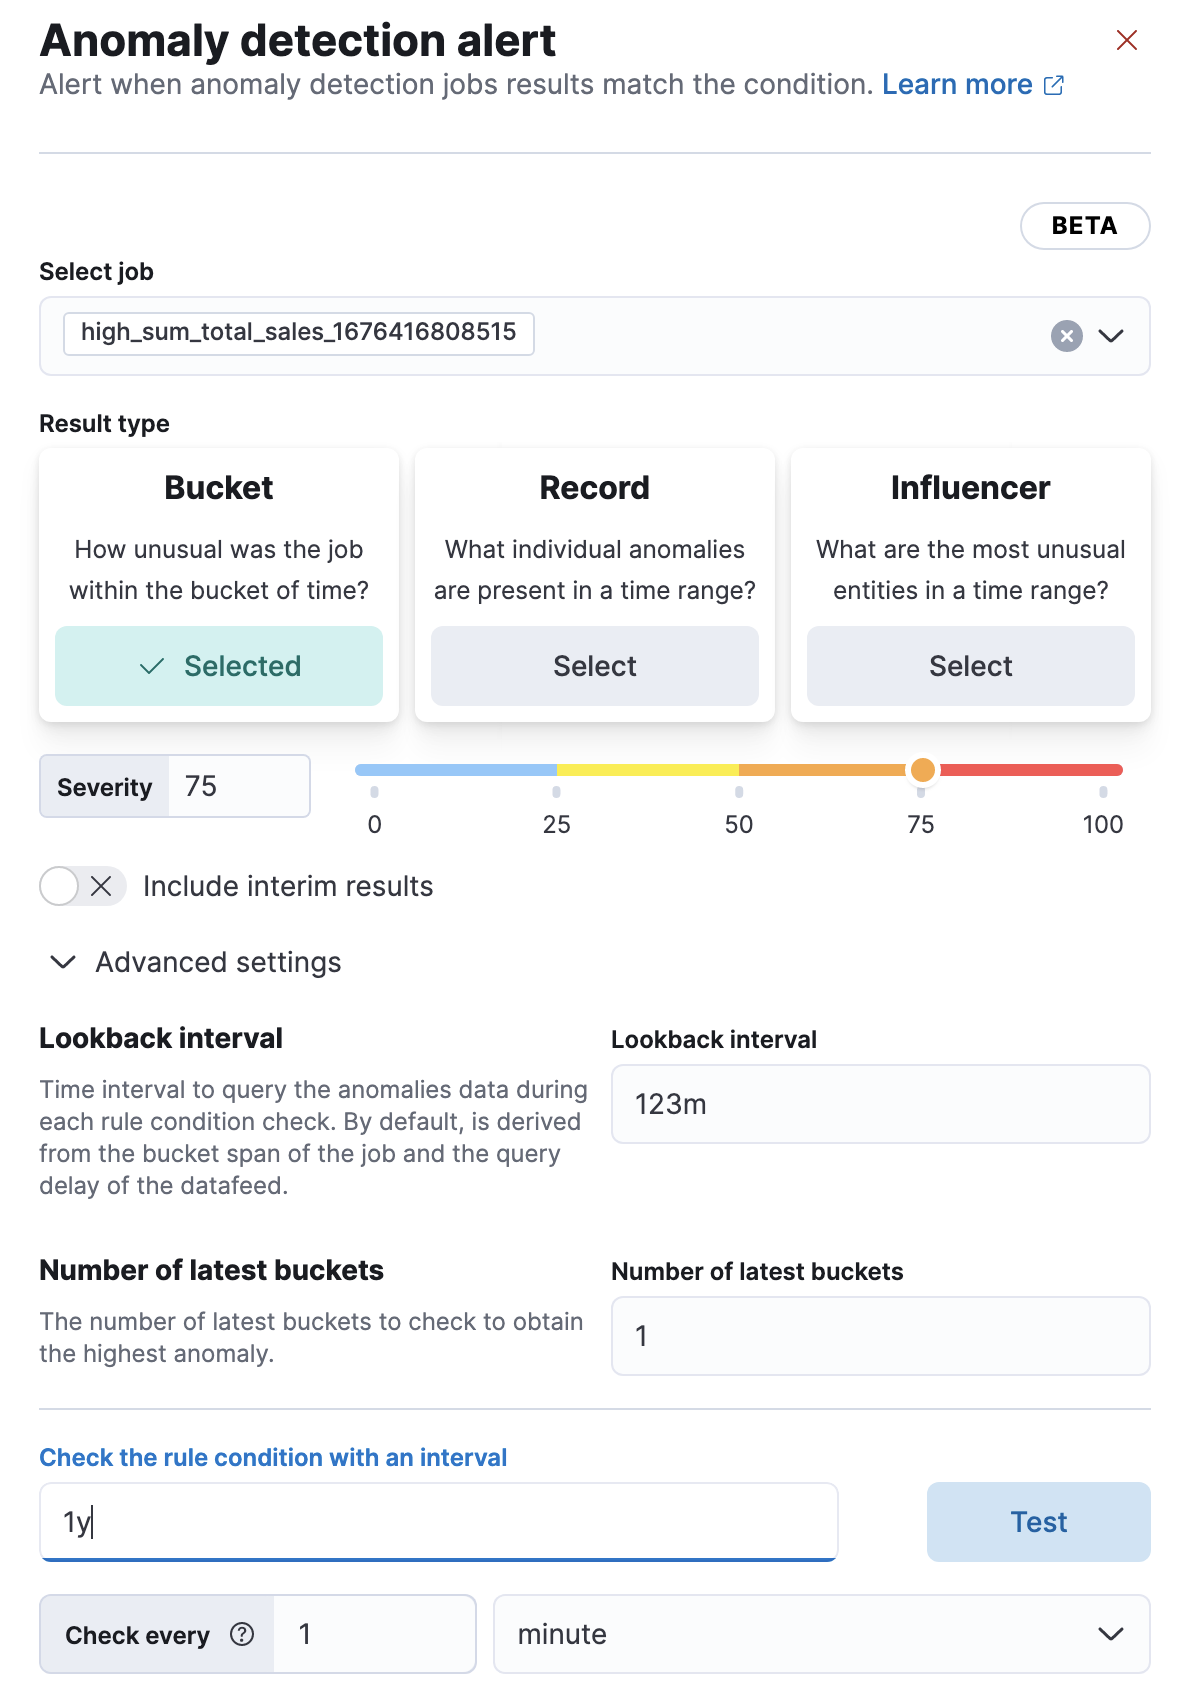 Anomaly detection alert
Alert when anomaly detection jobs results match the condition. Learn more
BETA
Select job
high_sum_total_sales_1676416808515
Result type
Bucket
How unusual was the job
within the bucket of time?
Selected
Record
What individual anomalies
are present in a time range?
Select
Influencer
What are the most unusual
entities in a time range?
Select
Severity 75
0 25 50 75 100
Include interim results
Advanced settings
Lookback interval
Time interval to query the anomalies data during
each rule condition check. By default, is derived
from the bucket span of the job and the query
delay of the datafeed.
Lookback interval
123m
Number of latest buckets
The number of latest buckets to check to obtain
the highest anomaly.
Number of latest buckets
1
Check the rule condition with an interval
1y
Test
Check every 1 minute